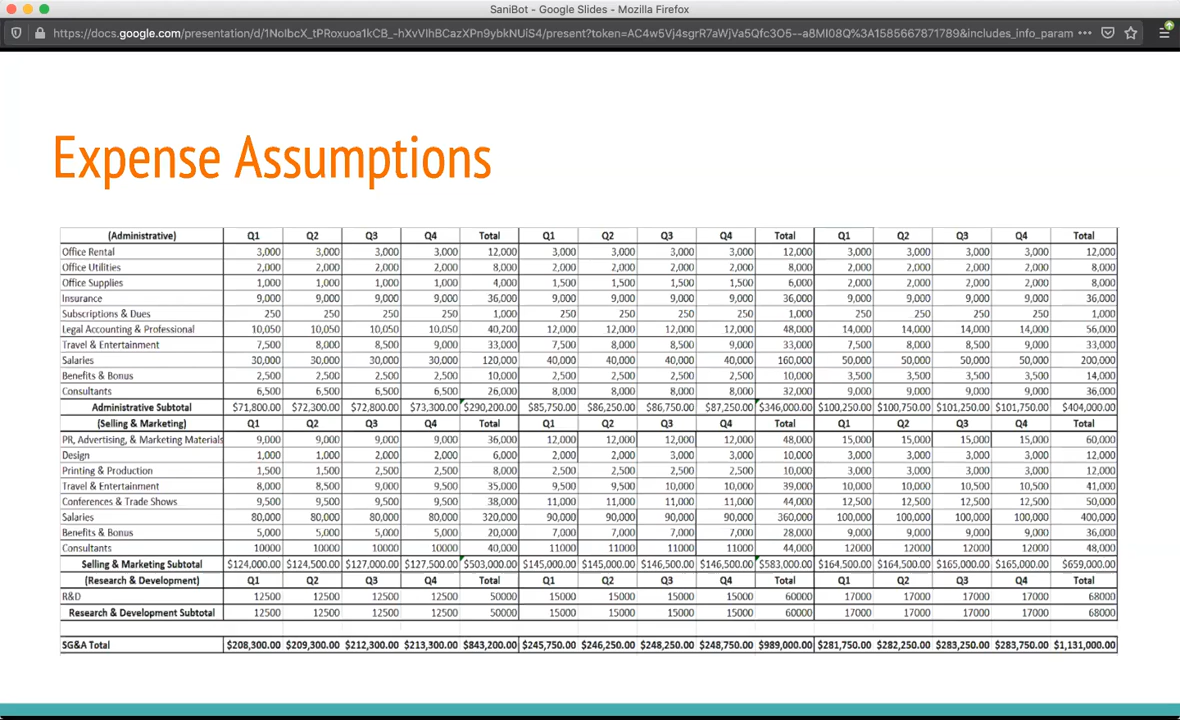 SaniBot - Google Slides - Mozilla Firefox
https://docs.google.com/presentation/d/1NolbcX_tPRoxuoa1kCB_-hXvVIhBCazXPn9ybkNUiS4/present?token=AC4w5Vj4sgrR7aWjVa5Qfc3O5--a8MI08Q%3A1585667871789&includes_info_param
Expense Assumptions
(Administrative) Q1 Q2 Q3 Q4 Total Q1 Q2 Q3 Q4 Total Q1 Q2 Q3 Q4 Total
Office Rental 3,000 3,000 3,000 3,000 12,000 3,000 3,000 3,000 3,000 12,000 3,000 3,000 3,000 3,000 12,000
Office Utilities 2,000 2,000 2,000 2,000 8,000 2,000 2,000 2,000 2,000 8,000 2,000 2,000 2,000 2,000 8,000
Office Supplies 1,000 1,000 1,000 1,000 4,000 1,500 1,500 1,500 1,500 6,000 2,000 2,000 2,000 2,000 8,000
Insurance 9,000 9,000 9,000 9,000 36,000 9,000 9,000 9,000 9,000 36,000 9,000 9,000 9,000 9,000 36,000
Subscriptions & Dues 250 250 250 250 1,000 250 250 250 250 1,000 250 250 250 250 1,000
Legal Accounting & Professional 10,050 10,050 10,050 10,050 40,200 12,000 12,000 12,000 12,000 48,000 14,000 14,000 14,000 14,000 56,000
Travel & Entertainment 7,500 8,000 8,500 9,000 33,000 7,500 8,000 8,500 9,000 33,000 7,500 8,000 8,500 9,000 33,000
Salaries 30,000 30,000 30,000 30,000 120,000 40,000 40,000 40,000 40,000 160,000 50,000 50,000 50,000 50,000 200,000
Benefits & Bonus 2,500 2,500 2,500 2,500 10,000 2,500 2,500 2,500 2,500 10,000 3,500 3,500 3,500 3,500 14,000
Consultants 6,500 6,500 6,500 6,500 26,000 8,000 8,000 8,000 8,000 32,000 9,000 9,000 9,000 9,000 36,000
Administrative Subtotal $71,800.00 $72,300.00 $72,800.00 $73,300.00 $290,200.00 $85,750.00 $86,250.00 $86,750.00 $87,250.00 $346,000.00 $100,250.00 $100,750.00 $101,250.00 $101,750.00 $404,000.00
(Selling & Marketing) Q1 Q2 Q3 Q4 Total Q1 Q2 Q3 Q4 Total Q1 Q2 Q3 Q4 Total
PR, Advertising, & Marketing Materials 9,000 9,000 9,000 9,000 36,000 12,000 12,000 12,000 12,000 48,000 15,000 15,000 15,000 15,000 60,000
Design 1,000 1,000 2,000 2,000 6,000 2,000 2,000 3,000 3,000 10,000 3,000 3,000 3,000 3,000 12,000
Printing & Production 1,500 1,500 2,500 2,500 8,000 2,500 2,500 2,500 2,500 10,000 3,000 3,000 3,000 3,000 12,000
Travel & Entertainment 8,000 8,500 9,000 9,500 35,000 9,500 9,500 10,000 10,000 39,000 10,000 10,000 10,500 10,500 41,000
Conferences & Trade Shows 9,500 9,500 9,500 9,500 38,000 11,000 11,000 11,000 11,000 44,000 12,500 12,500 12,500 12,500 50,000
Salaries 80,000 80,000 80,000 80,000 320,000 90,000 90,000 90,000 90,000 360,000 100,000 100,000 100,000 100,000 400,000
Benefits & Bonus 5,000 5,000 5,000 5,000 20,000 7,000 7,000 7,000 7,000 28,000 9,000 9,000 9,000 9,000 36,000
Consultants 10000 10000 10000 10000 40,000 11000 11000 11000 11000 44,000 12000 12000 12000 12000 48,000
Selling & Marketing Subtotal $124,000.00 $124,500.00 $127,000.00 $127,500.00 $503,000.00 $145,000.00 $145,000.00 $146,500.00 $146,500.00 $583,000.00 $164,500.00 $164,500.00 $165,000.00 $165,000.00 $659,000.00
(Research & Development) Q1 Q2 Q3 Q4 Total Q1 Q2 Q3 Q4 Total Q1 Q2 Q3 Q4 Total
R&D 12500 12500 12500 12500 50000 15000 15000 15000 15000 60000 17000 17000 17000 17000 68000
Research & Development Subtotal 12500 12500 12500 12500 50000 15000 15000 15000 15000 60000 17000 17000 17000 17000 68000
SG&A Total $208,300.00 $209,300.00 $212,300.00 $213,300.00 $843,200.00 $245,750.00 $246,250.00 $248,250.00 $248,750.00 $989,000.00 $281,750.00 $282,250.00 $283,250.00 $283,750.00 $1,131,000.00